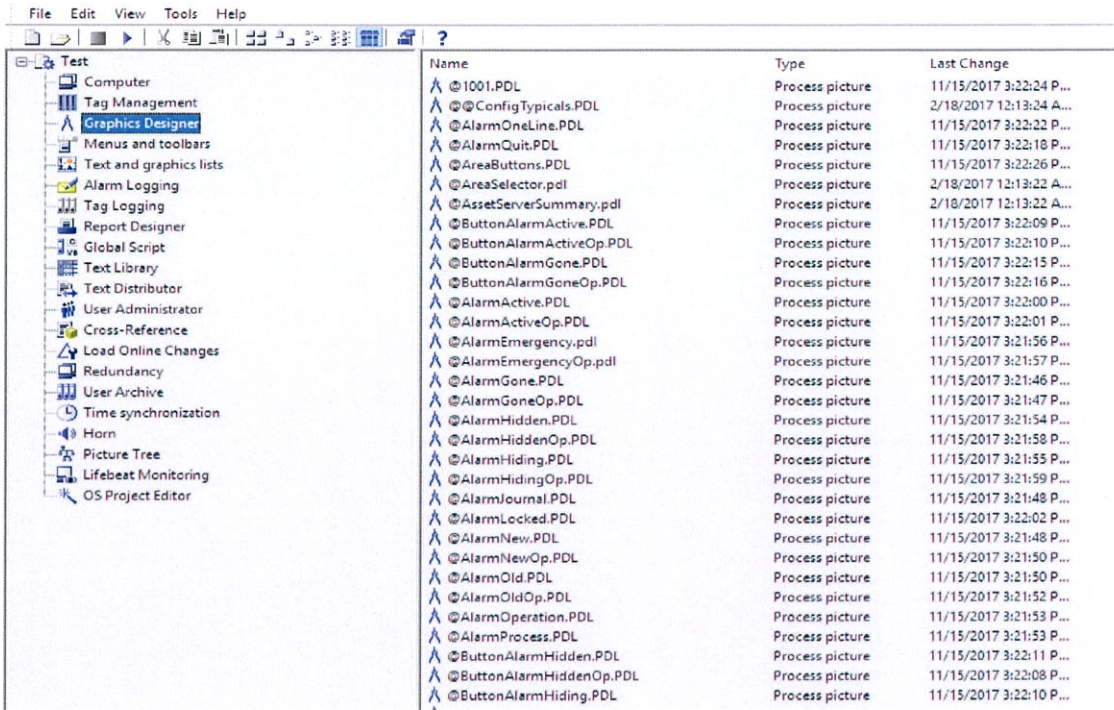 File Edit View Tools Help
?
Test
Computer
Tag Management
Graphics Designer
Menus and toolbars
Text and graphics lists
Alarm Logging
Tag Logging
Report Designer
Global Script
Text Library
Text Distributor
User Administrator
Cross-Reference
Load Online Changes
Redundancy
User Archive
Time synchronization
Horn
Picture Tree
Lifebeat Monitoring
OS Project Editor
Name Type Last Change
@1001.PDL Process picture 11/15/2017 3:22:24 P...
@@ConfigTypicals.PDL Process picture 2/18/2017 12:13:24 A...
@AlarmOneLine.PDL Process picture 11/15/2017 3:22:22 P...
@AlarmQuit.PDL Process picture 11/15/2017 3:22:18 P...
@AreaButtons.PDL Process picture 11/15/2017 3:22:26 P...
@AreaSelector.pdl Process picture 2/18/2017 12:13:22 A...
@AssetServerSummary.pdl Process picture 2/18/2017 12:13:22 A...
@ButtonAlarmActive.PDL Process picture 11/15/2017 3:22:09 P...
@ButtonAlarmActiveOp.PDL Process picture 11/15/2017 3:22:10 P...
@ButtonAlarmGone.PDL Process picture 11/15/2017 3:22:15 P...
@ButtonAlarmGoneOp.PDL Process picture 11/15/2017 3:22:16 P...
@AlarmActive.PDL Process picture 11/15/2017 3:22:00 P...
@AlarmActiveOp.PDL Process picture 11/15/2017 3:22:01 P...
@AlarmEmergency.pdl Process picture 11/15/2017 3:21:56 P...
@AlarmEmergencyOp.pdl Process picture 11/15/2017 3:21:57 P...
@AlarmGone.PDL Process picture 11/15/2017 3:21:46 P...
@AlarmGoneOp.PDL Process picture 11/15/2017 3:21:47 P...
@AlarmHidden.PDL Process picture 11/15/2017 3:21:54 P...
@AlarmHiddenOp.PDL Process picture 11/15/2017 3:21:58 P...
@AlarmHiding.PDL Process picture 11/15/2017 3:21:55 P...
@AlarmHidingOp.PDL Process picture 11/15/2017 3:21:59 P...
@AlarmJournal.PDL Process picture 11/15/2017 3:21:48 P...
@AlarmLocked.PDL Process picture 11/15/2017 3:22:02 P...
@AlarmNew.PDL Process picture 11/15/2017 3:21:48 P...
@AlarmNewOp.PDL Process picture 11/15/2017 3:21:50 P...
@AlarmOld.PDL Process picture 11/15/2017 3:21:50 P...
@AlarmOldOp.PDL Process picture 11/15/2017 3:21:52 P...
@AlarmOperation.PDL Process picture 11/15/2017 3:21:53 P...
@AlarmProcess.PDL Process picture 11/15/2017 3:21:53 P...
@ButtonAlarmHidden.PDL Process picture 11/15/2017 3:22:11 P...
@ButtonAlarmHiddenOp.PDL Process picture 11/15/2017 3:22:08 P...
@ButtonAlarmHiding.PDL Process picture 11/15/2017 3:22:10 P...